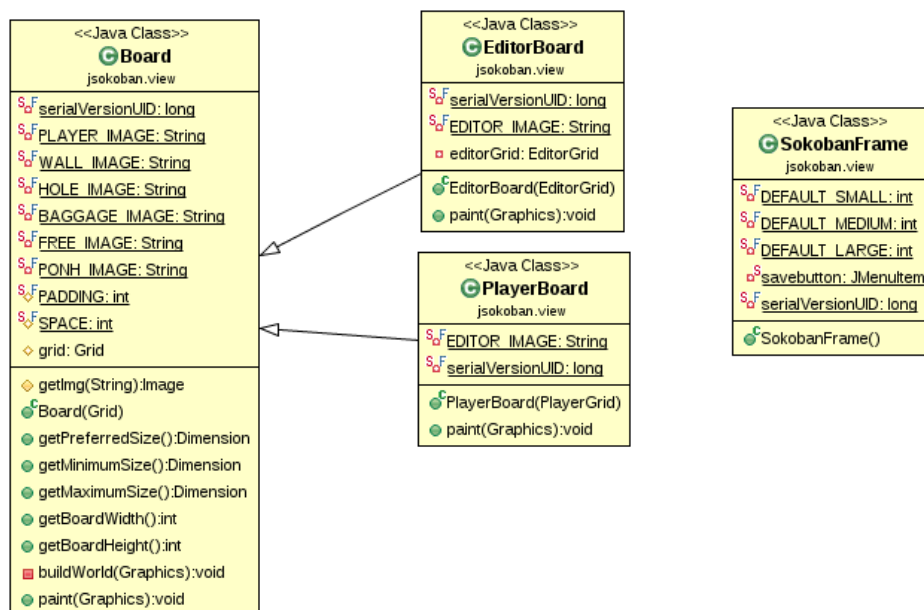 <<Java Class>>
Board
jsokoban.view
serialVersionUID: long
PLAYER_IMAGE: String
WALL_IMAGE: String
HOLE_IMAGE: String
BAGGAGE_IMAGE: String
FREE_IMAGE: String
PONH_IMAGE: String
PADDING: int
SPACE: int
grid: Grid
getImg(String):Image
Board(Grid)
getPreferredSize():Dimension
getMinimumSize():Dimension
getMaximumSize():Dimension
getBoardWidth():int
getBoardHeight():int
buildWorld(Graphics):void
paint(Graphics):void
<<Java Class>>
EditorBoard
jsokoban.view
serialVersionUID: long
EDITOR_IMAGE: String
editorGrid: EditorGrid
EditorBoard(EditorGrid)
paint(Graphics):void
<<Java Class>>
PlayerBoard
jsokoban.view
EDITOR_IMAGE: String
serialVersionUID: long
PlayerBoard(PlayerGrid)
paint(Graphics):void
<<Java Class>>
SokobanFrame
jsokoban.view
DEFAULT_SMALL: int
DEFAULT_MEDIUM: int
DEFAULT_LARGE: int
savebutton: JMenuItem
serialVersionUID: long
SokobanFrame()